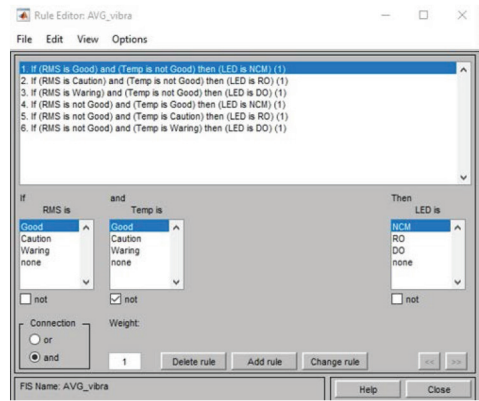 Rule Editor: AVG_vibra
File Edit View Options
1. If (RMS is Good) and (Temp is not Good) then (LED is NCM) (1)
2. If (RMS is Caution) and (Temp is not Good) then (LED is RO) (1)
3. If (RMS is Waring) and (Temp is not Good) then (LED is DO) (1)
4. If (RMS is not Good) and (Temp is Good) then (LED is NCM) (1)
5. If (RMS is not Good) and (Temp is Caution) then (LED is RO) (1)
6. If (RMS is not Good) and (Temp is Waring) then (LED is DO) (1)
If and Then
RMS is Temp is LED is
Good Good NCM
Caution Caution RO
Waring Waring DO
none none none
not not not
Connection Weight:
or
and 1 Delete rule Add rule Change rule << >>
FIS Name: AVG_vibra Help Close